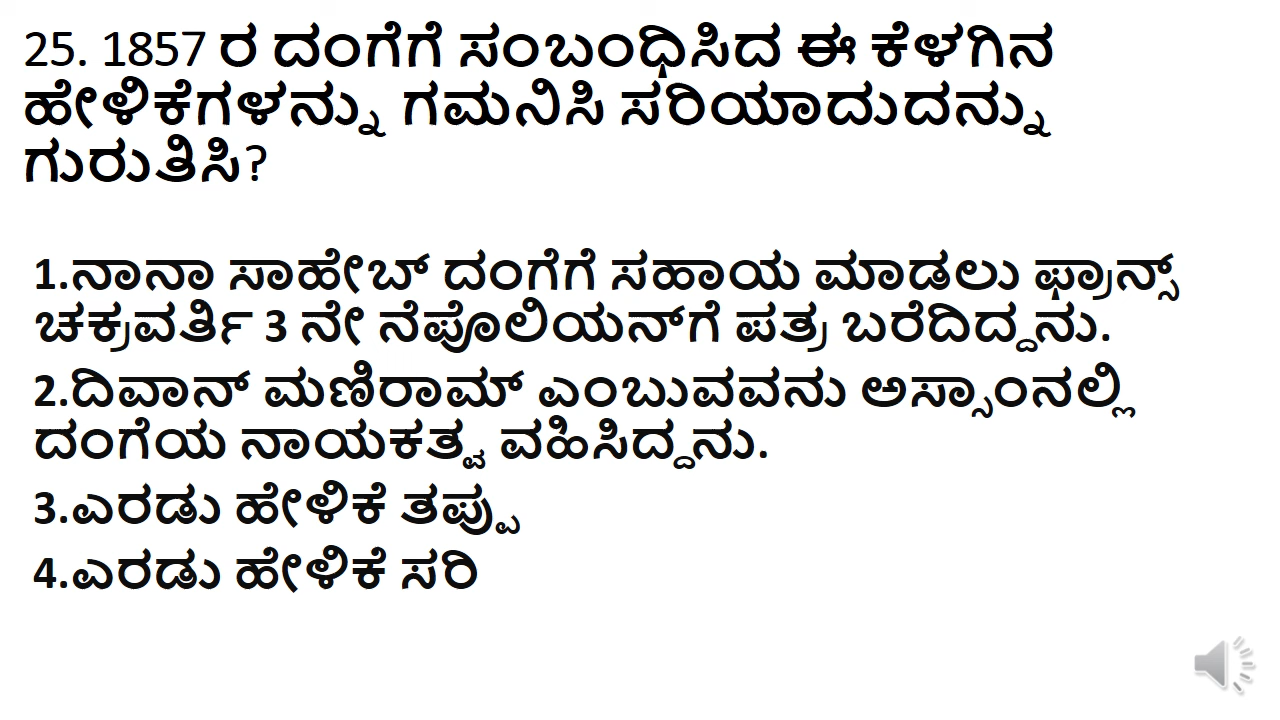 25. 1857 ರ ದಂಗೆಗೆ ಸಂಬಂಧಿಸಿದ ಈ ಕೆಳಗಿನ
ಹೇಳಿಕೆಗಳನ್ನು ಗಮನಿಸಿ ಸರಿಯಾದುದನ್ನು
ಗುರುತಿಸಿ?
1.ನಾನಾ ಸಾಹೇಬ್ ದಂಗೆಗೆ ಸಹಾಯ ಮಾಡಲು ಫ್ರಾನ್ಸ್
ಚಕ್ರವರ್ತಿ 3 ನೇ ನೆಪೊಲಿಯನ್‌ಗೆ ಪತ್ರ ಬರೆದಿದ್ದನು.
2.ದಿವಾನ್ ಮಣಿರಾಮ್ ಎಂಬುವವನು ಅಸ್ಸಾಂನಲ್ಲಿ
ದಂಗೆಯ ನಾಯಕತ್ವ ವಹಿಸಿದ್ದನು.
3.ಎರಡು ಹೇಳಿಕೆ ತಪ್ಪು
4.ಎರಡು ಹೇಳಿಕೆ ಸರಿ